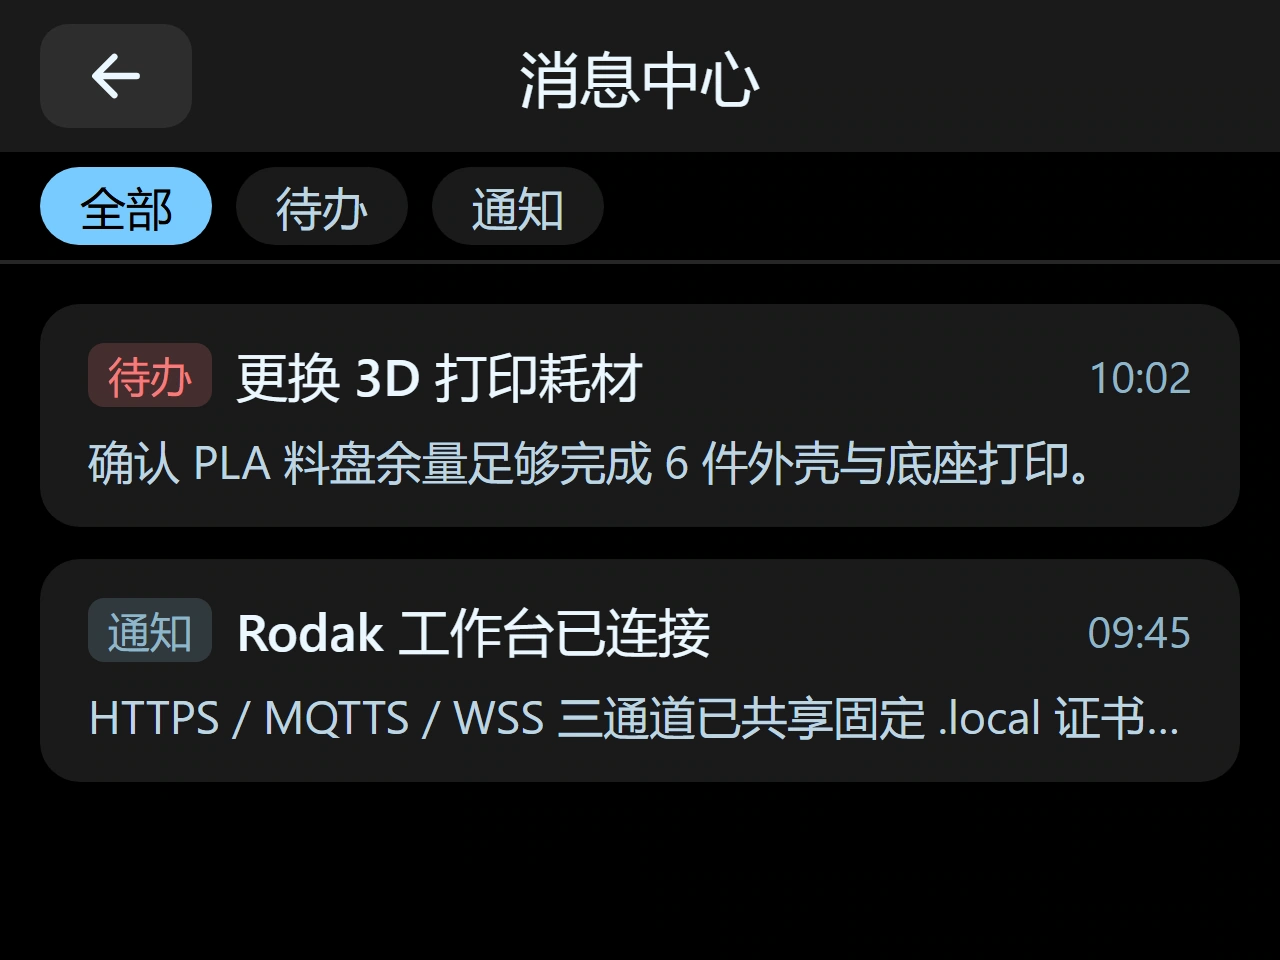 消息中心
全部 待办 通知
待办 更换 3D 打印耗材 10:02
确认 PLA 料盘余量足够完成 6 件外壳与底座打印。
通知 Rodak 工作台已连接 09:45
HTTPS / MQTTS / WSS 三通道已共享固定 .local 证书...